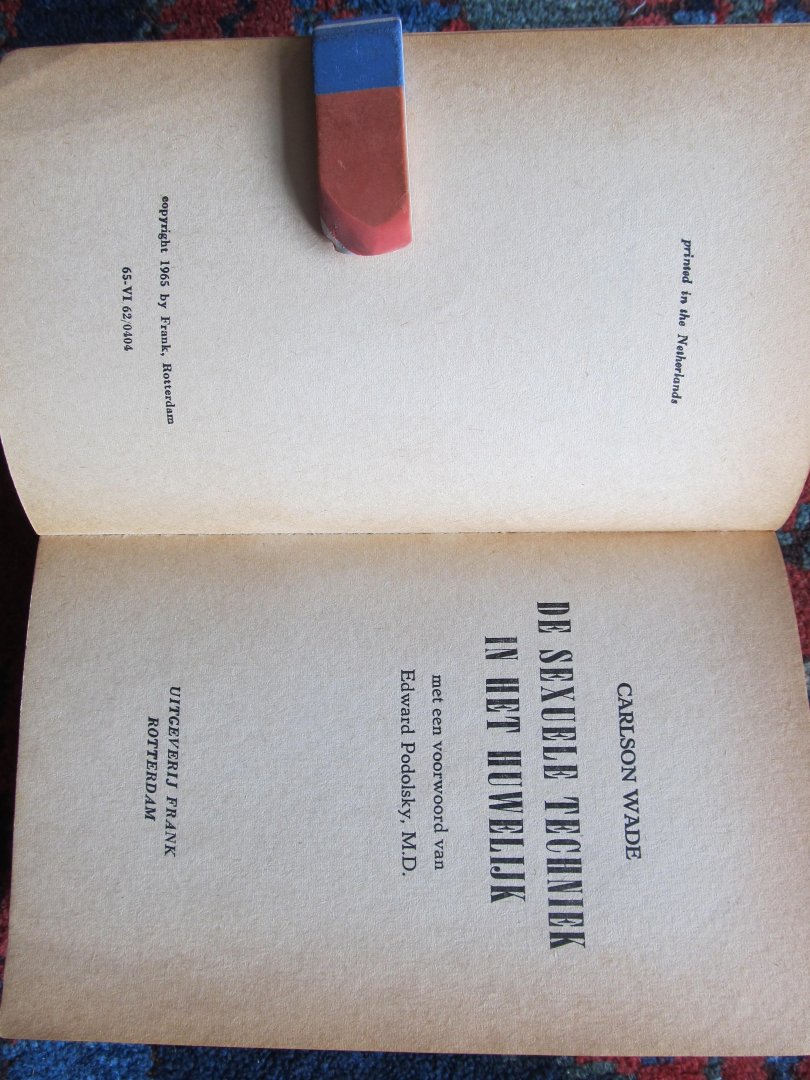 printed in the Netherlands
copyright 1965 by Frank, Rotterdam
65-VI 62/0404
CARLSON WADE
DE SEXUELE TECHNIEK
IN HET HUWELIJK
met een voorwoord van
Edward Podolsky, M.D.
UITGEVERIJ FRANK
ROTTERDAM